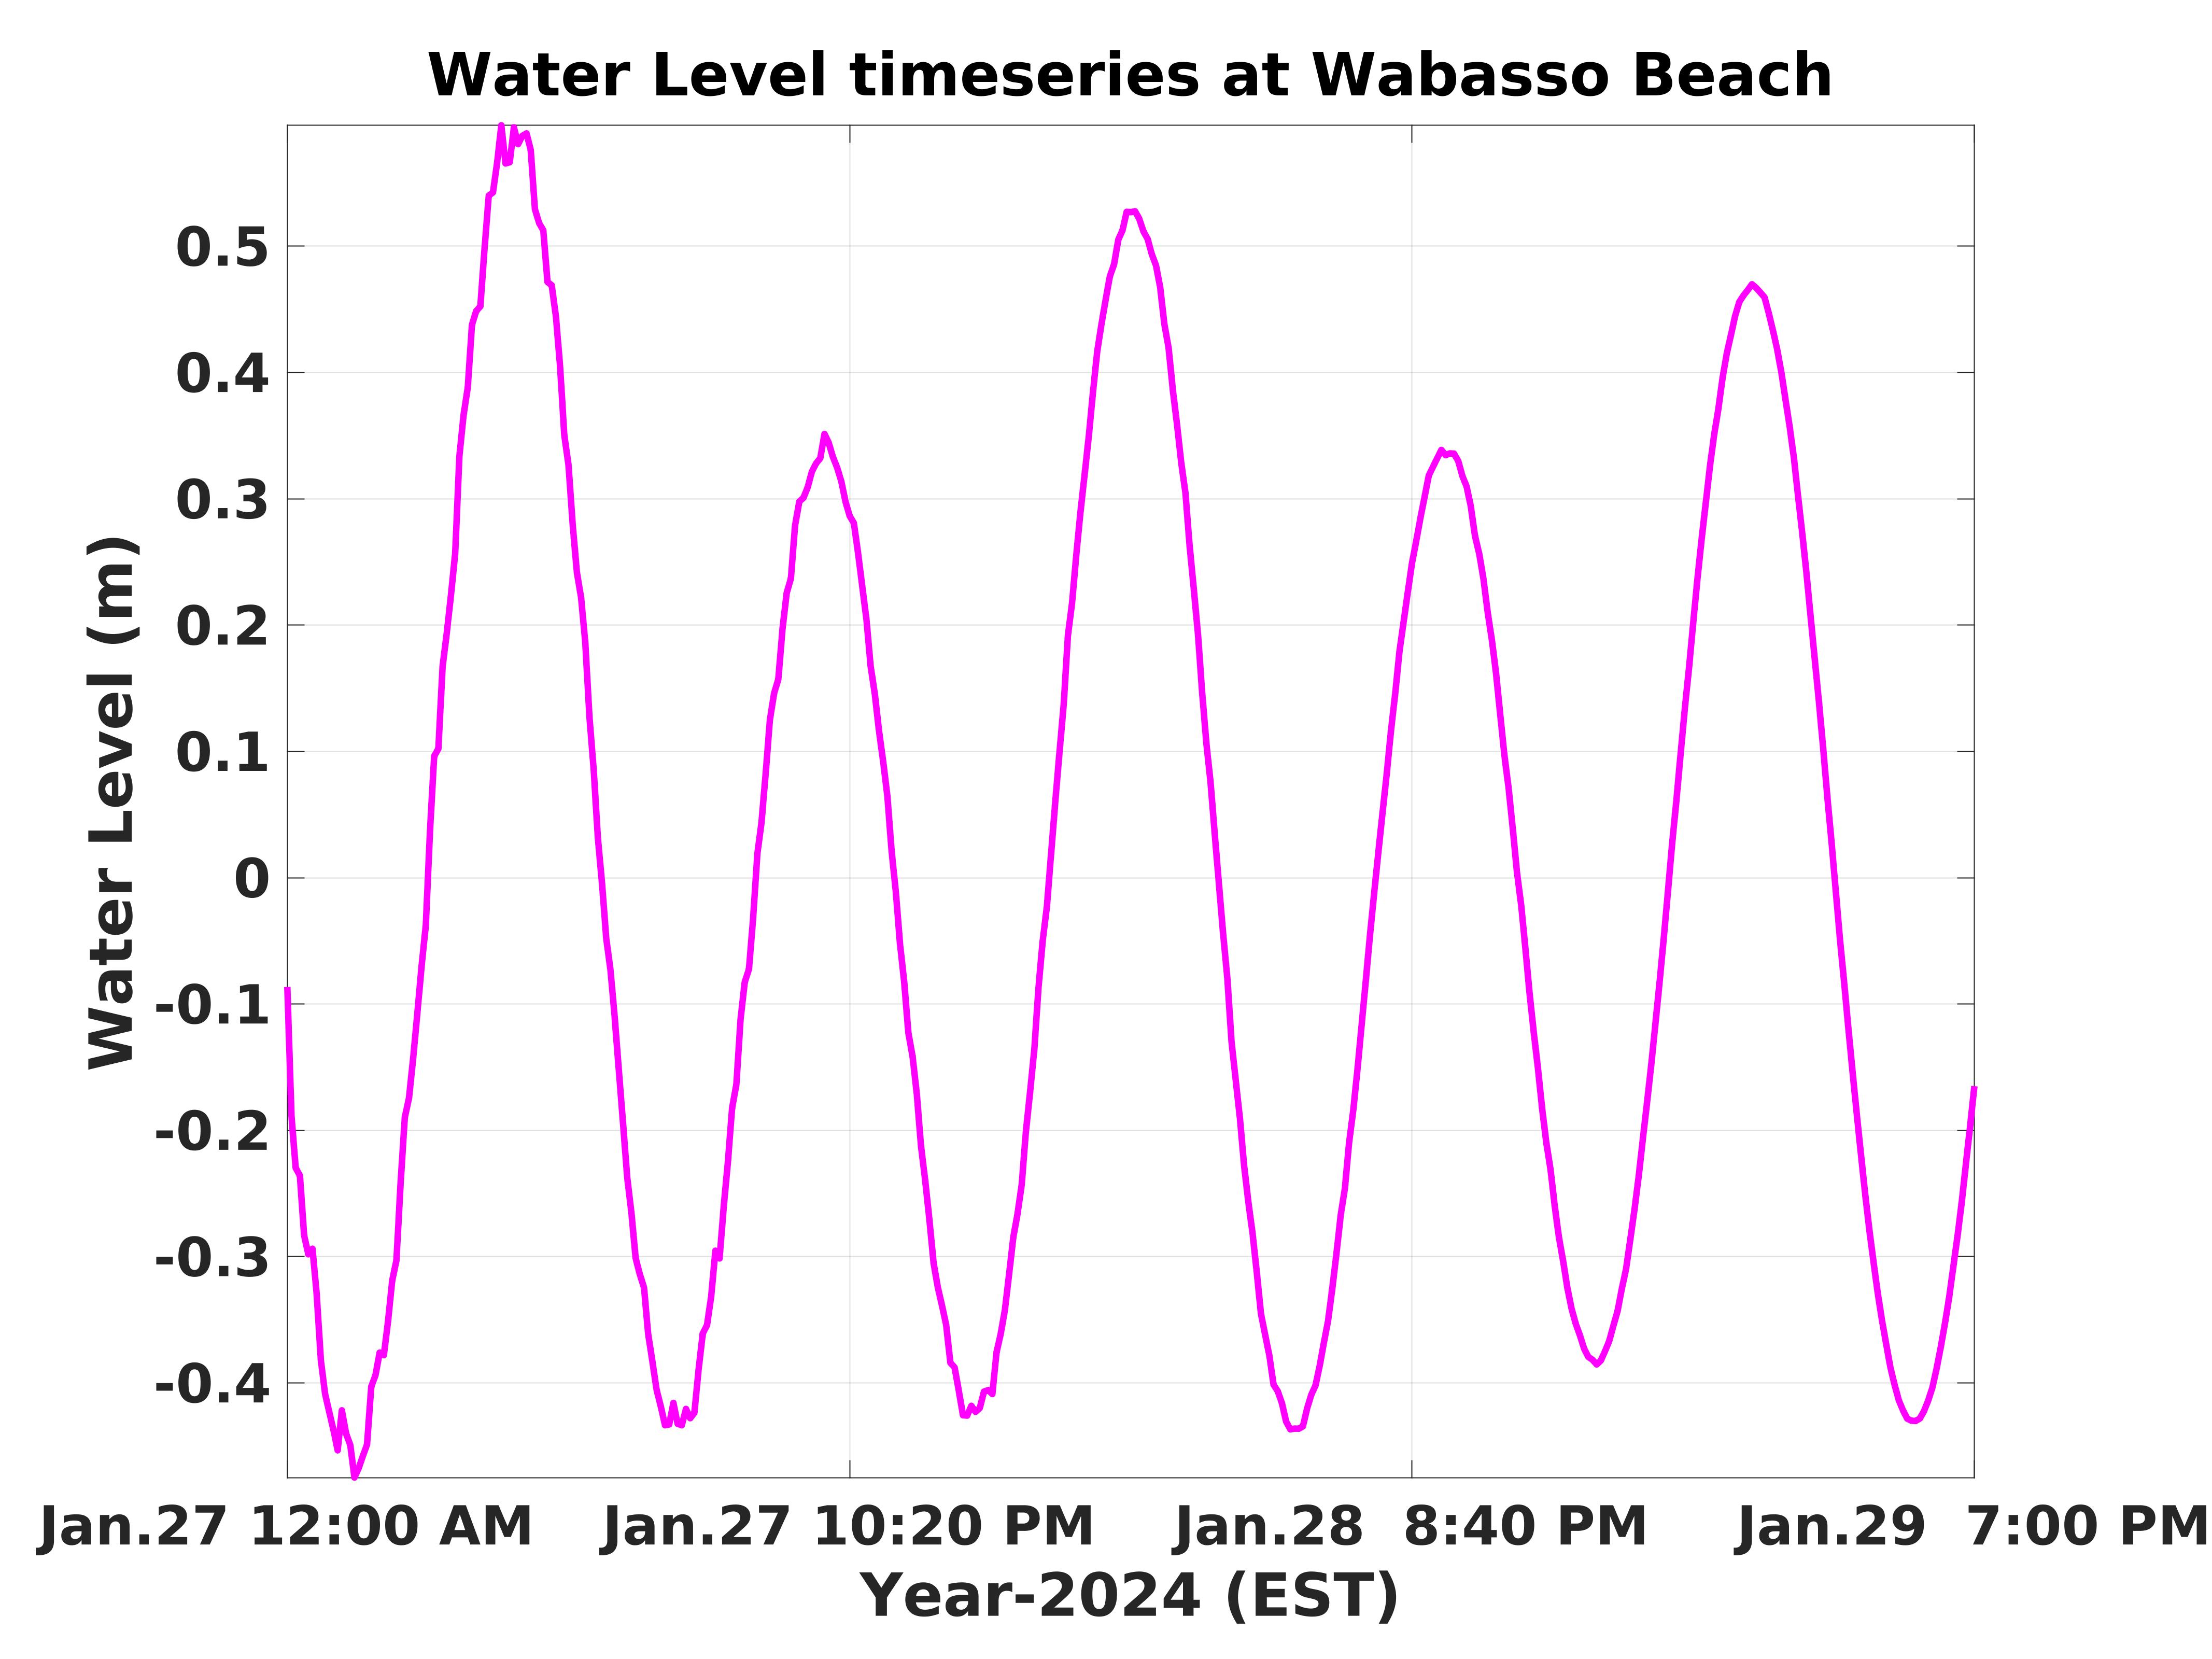 Water Level timeseries at Wabasso Beach
0.5
0.4
0.3
0.2
0.1
0
-0.1
-0.2
-0.3
-0.4
Water Level (m)
Jan.27 12:00 AM Jan.27 10:20 PM Jan.28 8:40 PM Jan.29 7:00 PM
Year-2024 (EST)